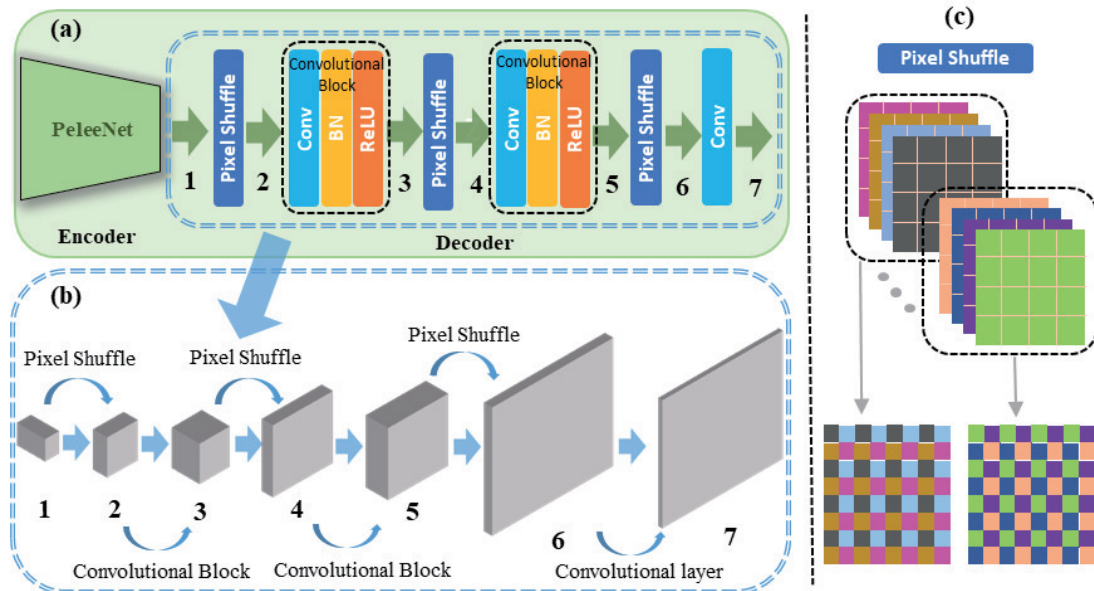 (a)
PeleeNet
Encoder
1
Pixel Shuffle
2
Convolutional
Block
Conv
BN
ReLU
3
Pixel Shuffle
4
Convolutional
Block
Conv
BN
ReLU
5
Pixel Shuffle
6
Conv
7
Decoder
(b)
Pixel Shuffle
Pixel Shuffle
Pixel Shuffle
1
2
3
4
5
6
7
Convolutional Block
Convolutional Block
Convolutional layer
(c)
Pixel Shuffle